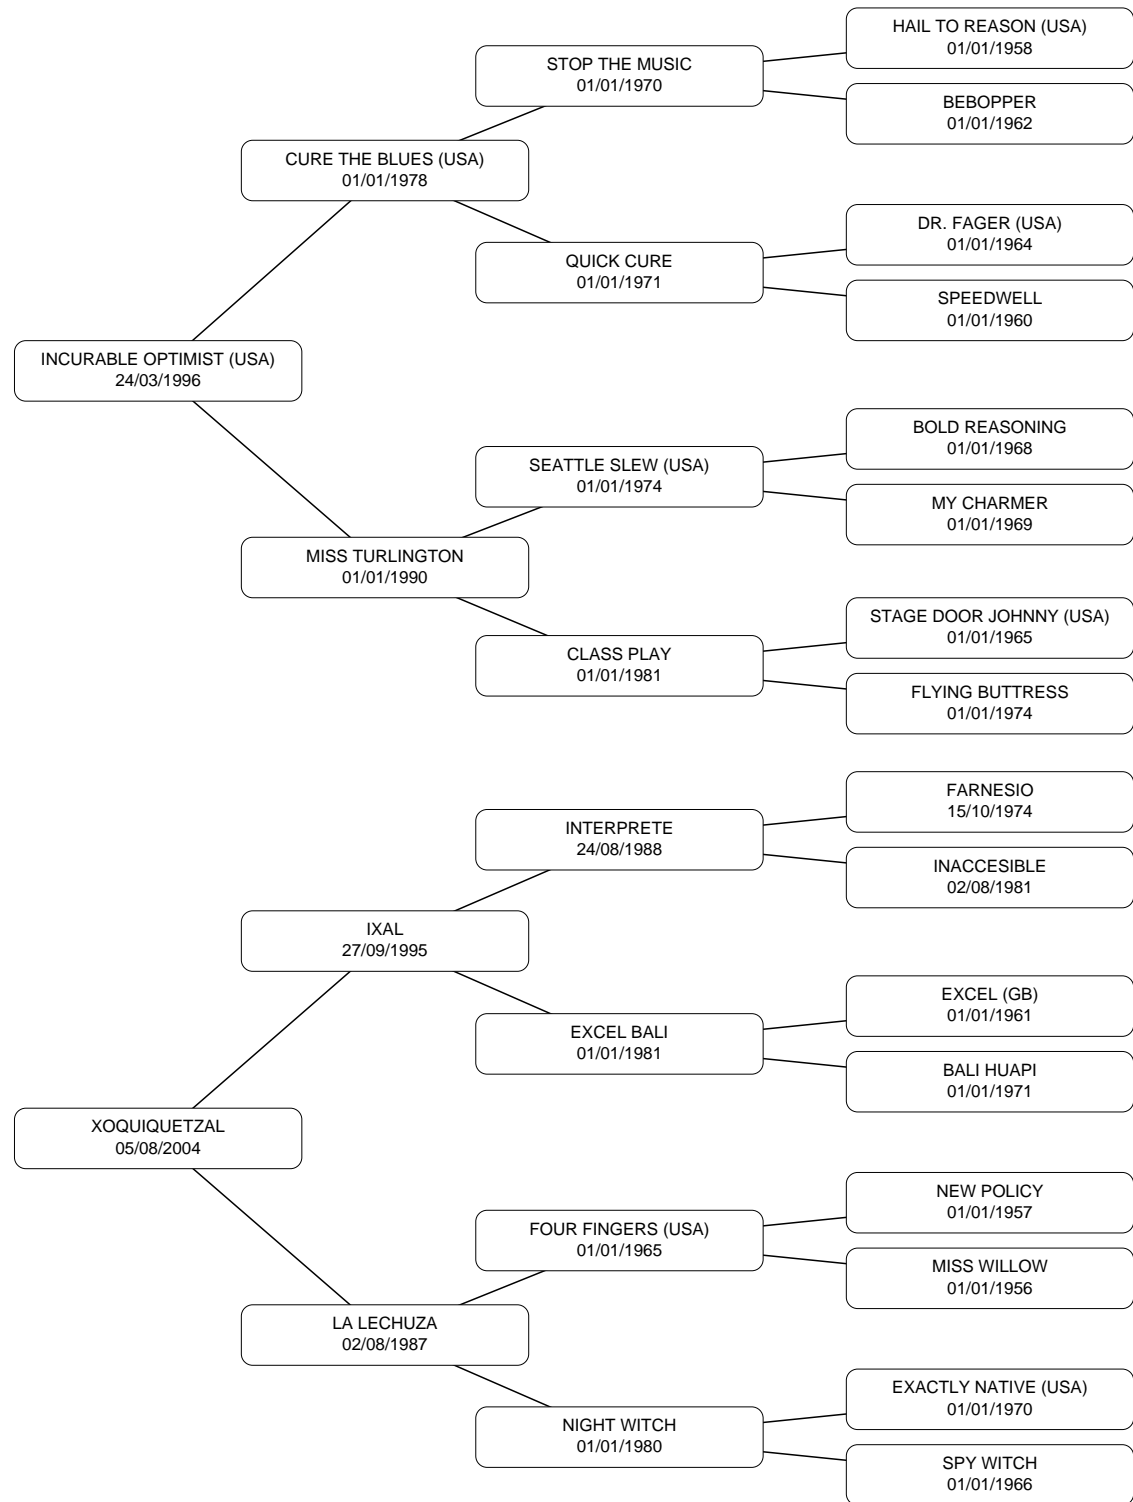 HAIL TO REASON (USA)
01/01/1958
STOP THE MUSIC
01/01/1970
BEBOPPER
01/01/1962
CURE THE BLUES (USA)
01/01/1978
DR. FAGER (USA)
01/01/1964
QUICK CURE
01/01/1971
SPEEDWELL
01/01/1960
INCURABLE OPTIMIST (USA)
24/03/1996
BOLD REASONING
01/01/1968
SEATTLE SLEW (USA)
01/01/1974
MY CHARMER
01/01/1969
MISS TURLINGTON
01/01/1990
STAGE DOOR JOHNNY (USA)
01/01/1965
CLASS PLAY
01/01/1981
FLYING BUTTRESS
01/01/1974
FARNESIO
15/10/1974
INTERPRETE
24/08/1988
INACCESIBLE
02/08/1981
IXAL
27/09/1995
EXCEL (GB)
01/01/1961
EXCEL BALI
01/01/1981
BALI HUAPI
01/01/1971
XOQUIQUETZAL
05/08/2004
NEW POLICY
01/01/1957
FOUR FINGERS (USA)
01/01/1965
MISS WILLOW
01/01/1956
LA LECHUZA
02/08/1987
EXACTLY NATIVE (USA)
01/01/1970
NIGHT WITCH
01/01/1980
SPY WITCH
01/01/1966